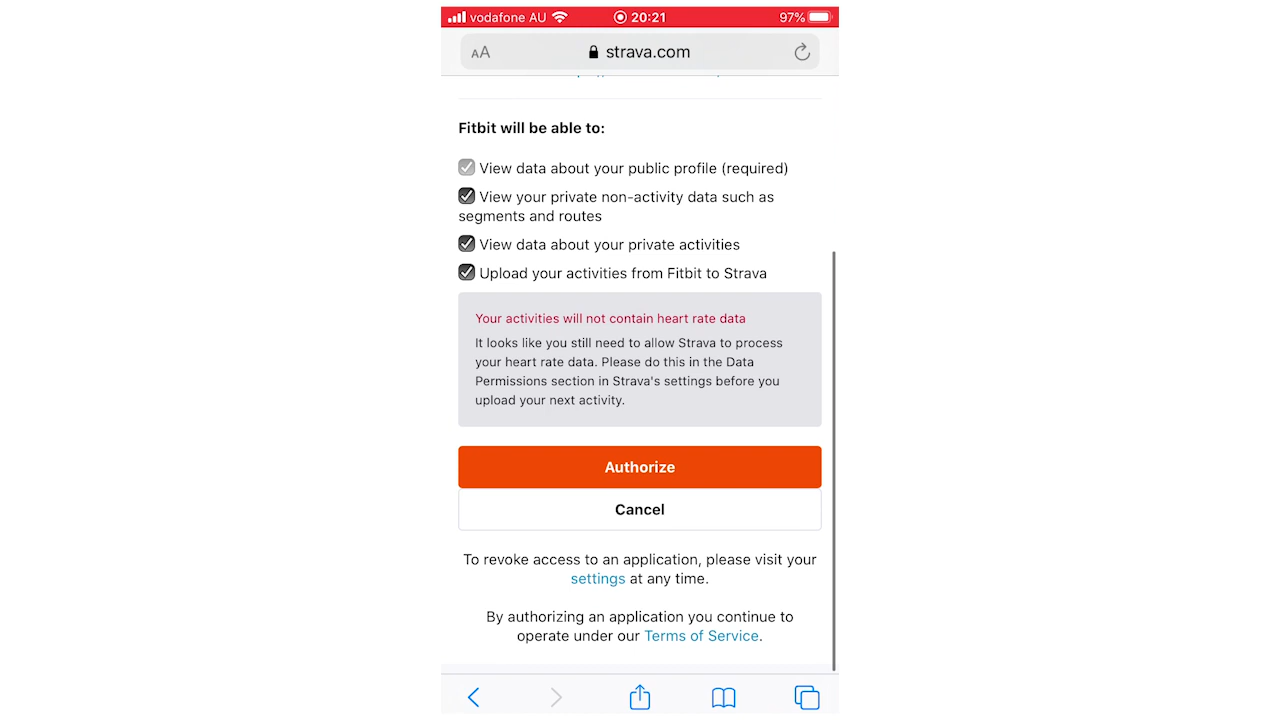 vodafone AU 20:21 97%
AA strava.com
Fitbit will be able to:
View data about your public profile (required)
View your private non-activity data such as
segments and routes
View data about your private activities
Upload your activities from Fitbit to Strava
Your activities will not contain heart rate data
It looks like you still need to allow Strava to process
your heart rate data. Please do this in the Data
Permissions section in Strava's settings before you
upload your next activity.
Authorize
Cancel
To revoke access to an application, please visit your
settings at any time.
By authorizing an application you continue to
operate under our Terms of Service.